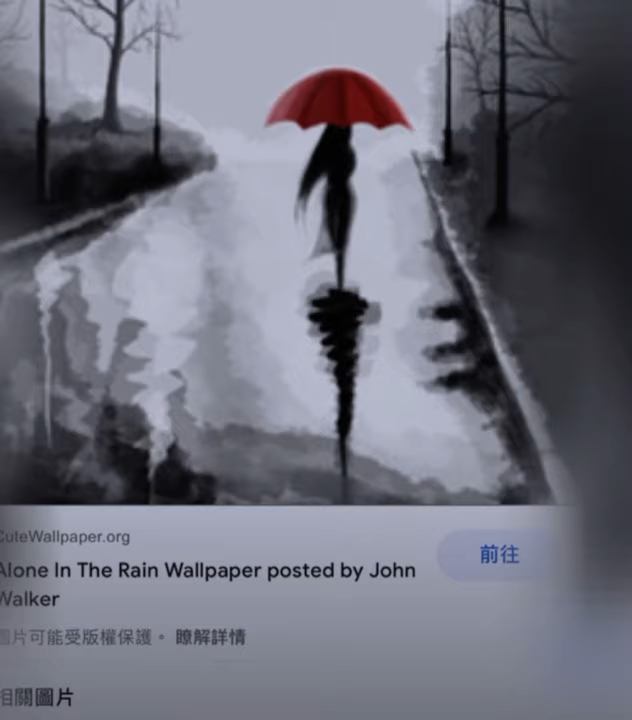 CuteWallpaper.org
前往
Alone In The Rain Wallpaper posted by John
Walker
圖片可能受版權保護。 瞭解詳情
相關圖片